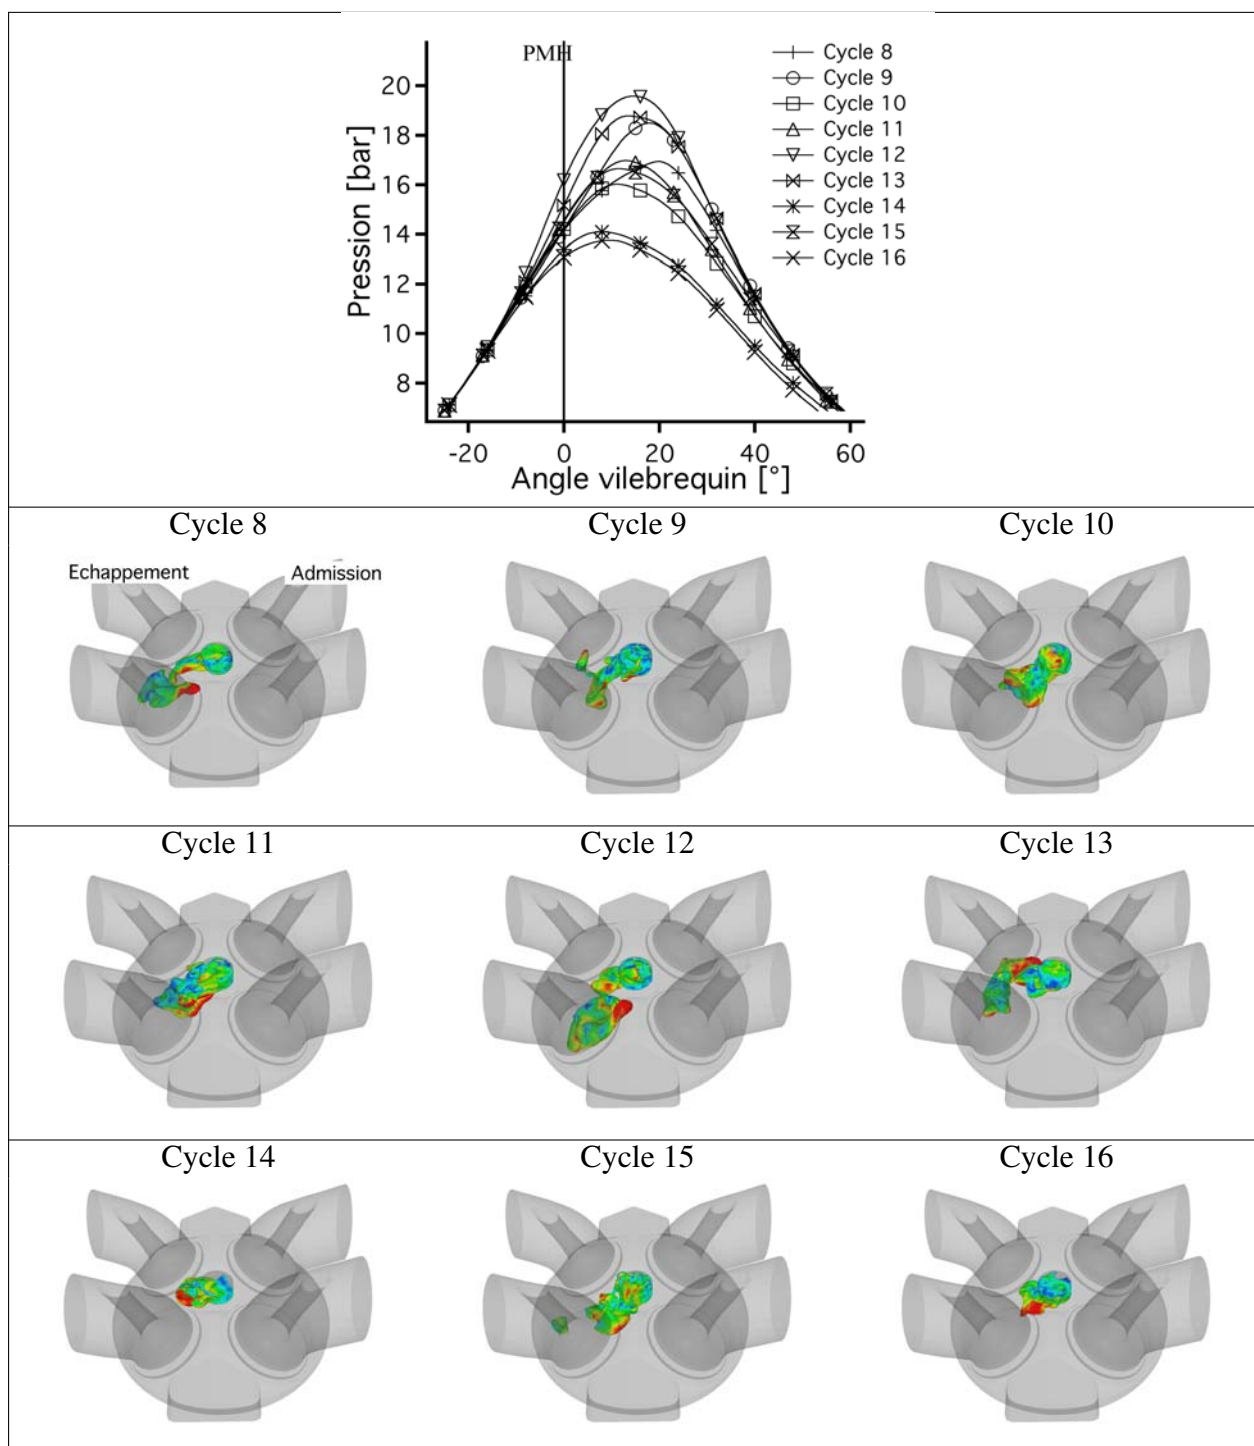 PMH
Cycle 8
Cycle 9
Cycle 10
Cycle 11
Cycle 12
Cycle 13
Cycle 14
Cycle 15
Cycle 16
20
18
16
14
12
10
8
Pression [bar]
-20 0 20 40 60
Angle vilebrequin [°]
Cycle 8 Cycle 9 Cycle 10
Echappement Admission
Cycle 11 Cycle 12 Cycle 13
Cycle 14 Cycle 15 Cycle 16